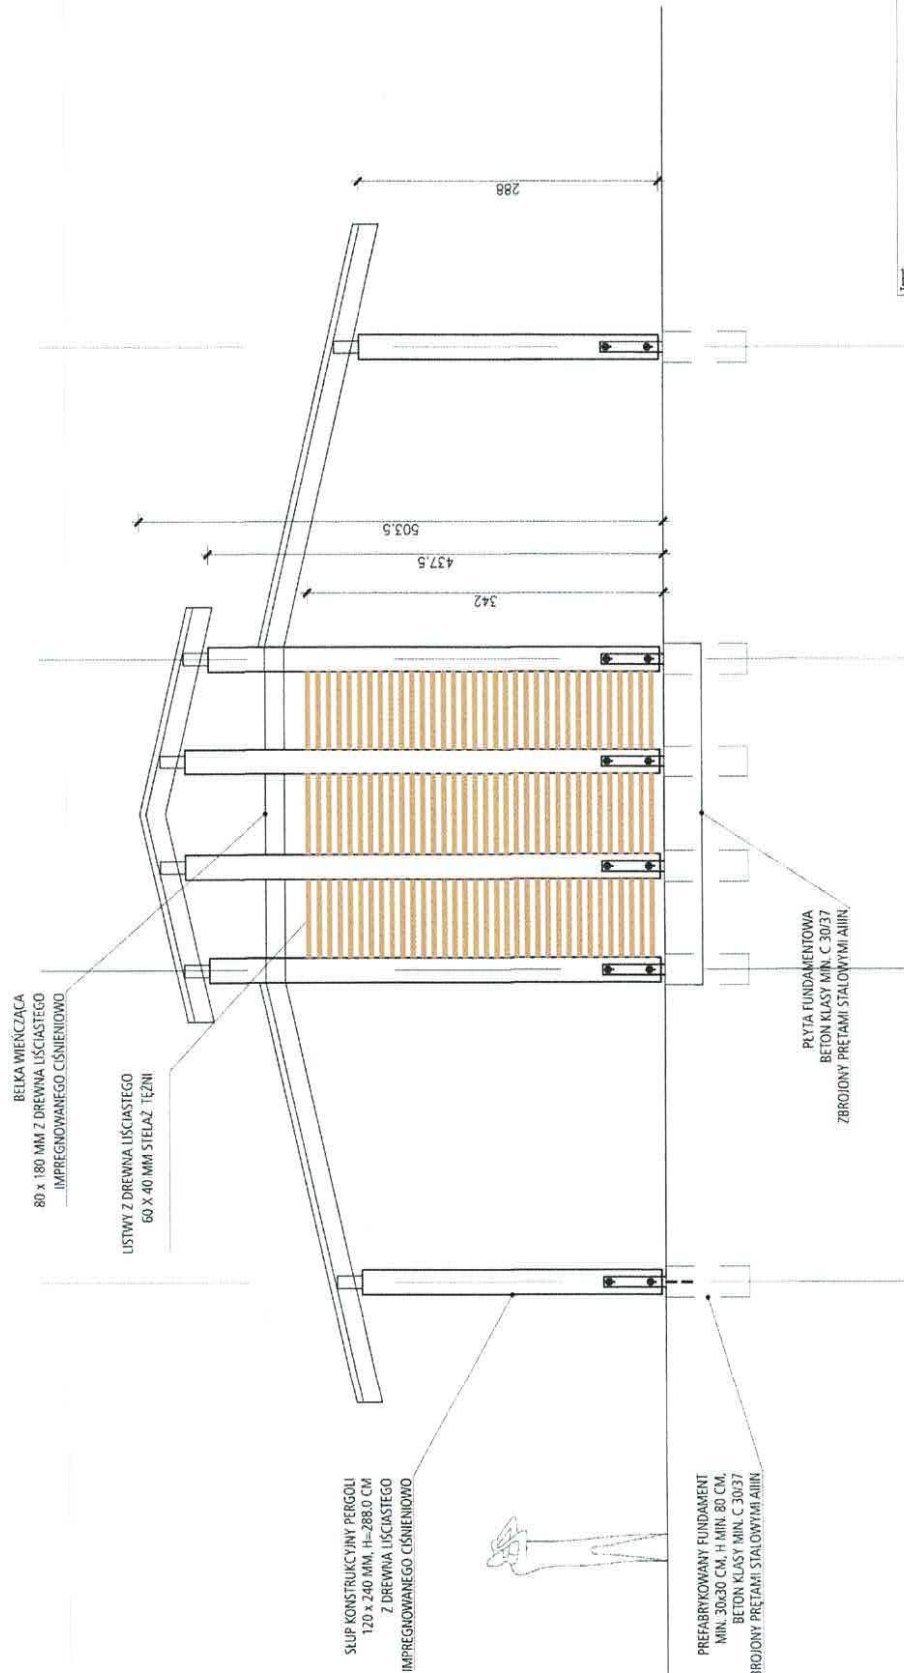 BELKA WIEŃCZĄCA
80 x 180 MM Z DREWNA LIŚCIASTEGO
IMPREGNOWANEGO CIŚNIENIOWO
LISTWY Z DREWNA LIŚCIASTEGO
60 X 40 MM STELAŻ TĘŻNI
SŁUP KONSTRUKCYJNY PERGOLI
120 x 240 MM, H=288.0 CM
Z DREWNA LIŚCIASTEGO
IMPREGNOWANEGO CIŚNIENIOWO
PREFABRYKOWANY FUNDAMENT
MIN. 30x30 CM, H MIN. 80 CM,
BETON KLASY MIN. C 30/37
ZBROJONY PRĘTAMI STALOWYMI AIIIN
PŁYTA FUNDAMENTOWA
BETON KLASY MIN. C 30/37
ZBROJONY PRĘTAMI STALOWYMI AIIIN
342
437.5
503.5
288